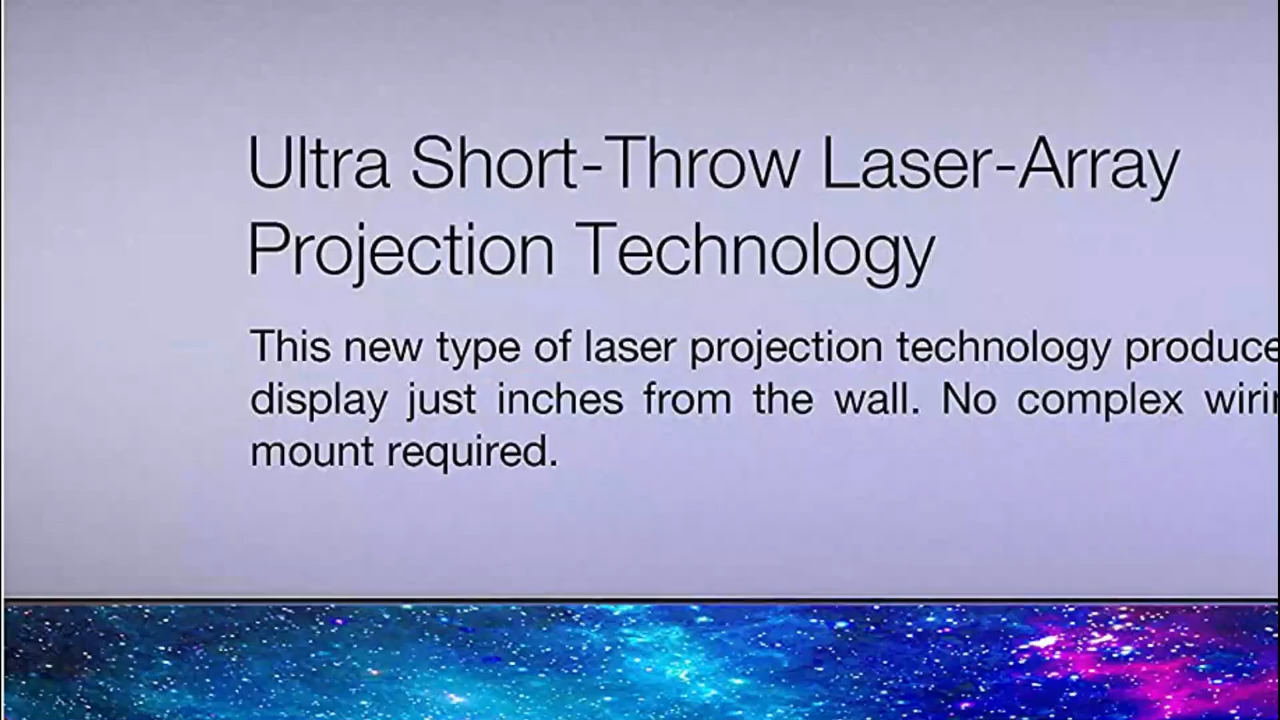 Ultra Short-Throw Laser-Array
Projection Technology
This new type of laser projection technology produce
display just inches from the wall. No complex wirin
mount required.